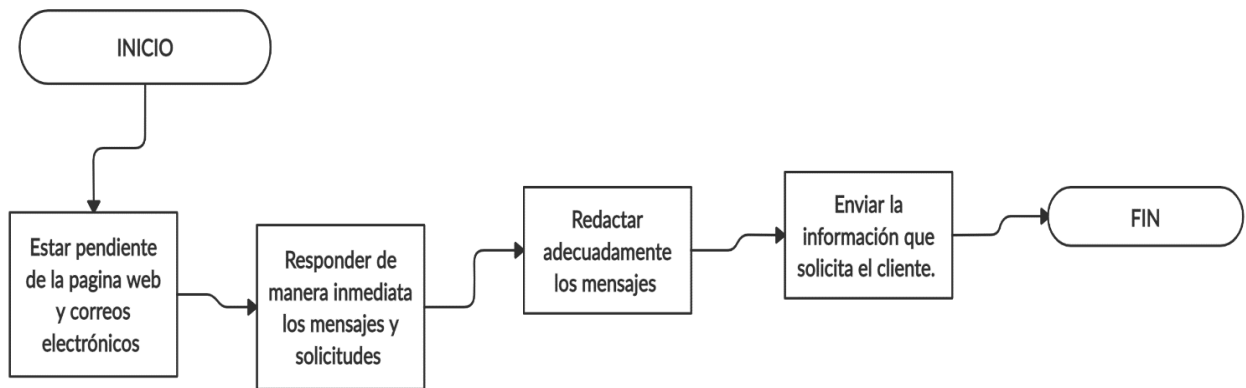 INICIO
Estar pendiente
de la pagina web
y correos
electrónicos
Responder de
manera inmediata
los mensajes y
solicitudes
Redactar
adecuadamente
los mensajes
Enviar la
información que
solicita el cliente.
FIN